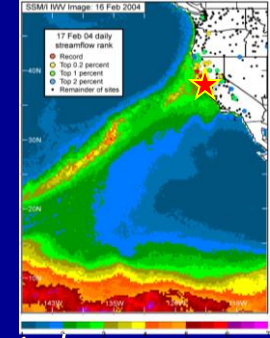 SSM/I IWV Image: 16 Feb 2004
17 Feb 04 daily
streamflow rank
Record
Top 0.2 percent
Top 1 percent
Top 2 percent
Remainder of sites
40N
30N
20N
10N
143W
135W